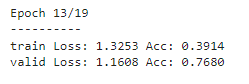 Epoch 13/19
----------
train Loss: 1.3253 Acc: 0.3914
valid Loss: 1.1608 Acc: 0.7680